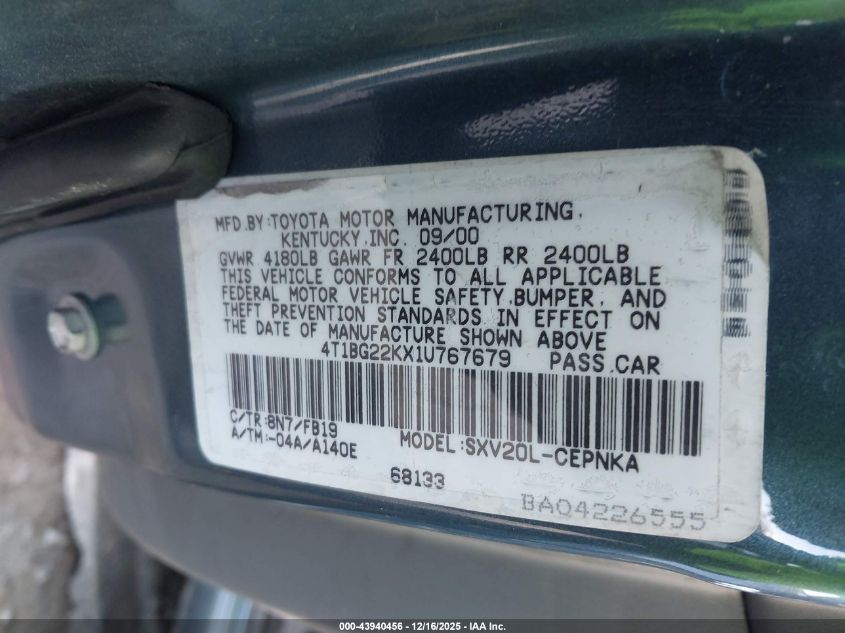 MFD.BY:TOYOTA MOTOR MANUFACTURING,
KENTUCKY,INC. 09/00
GVWR 4180LB GAWR FR 2400LB RR 2400LB
THIS VEHICLE CONFORMS TO ALL APPLICABLE
FEDERAL MOTOR VEHICLE SAFETY,BUMPER, AND
THEFT PREVENTION STANDARDS IN EFFECT ON
THE DATE OF MANUFACTURE SHOWN ABOVE
4T1BG22KX1U767679 PASS.CAR
C/TR:8N7/FB19
A/TM:-04A/A140E
MODEL:SXV20L-CEPNKA
68133
BA04226555
000-43940456 - 12/16/2025 - IAA Inc.